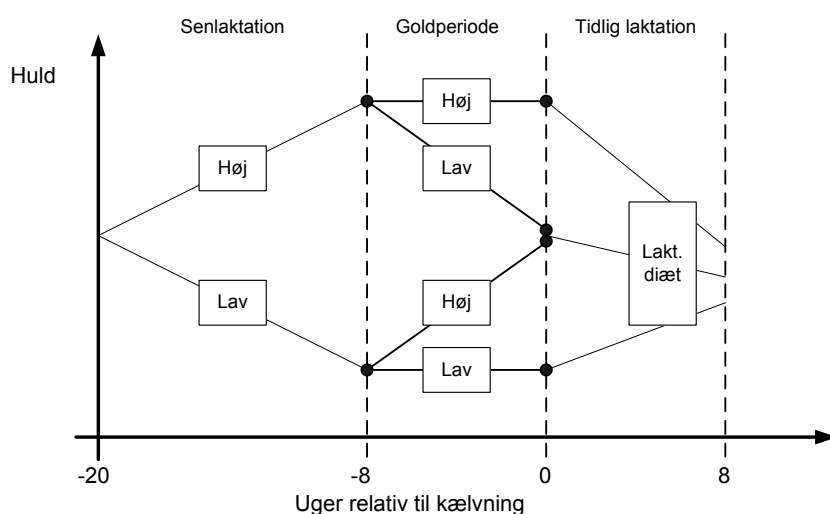 Senlaktation Goldperiode Tidlig laktation
Huld
Høj
Høj
Lav
Lakt.
diæt
Lav
Høj
Lav
-20 -8 0 8
Uger relativ til kælvning